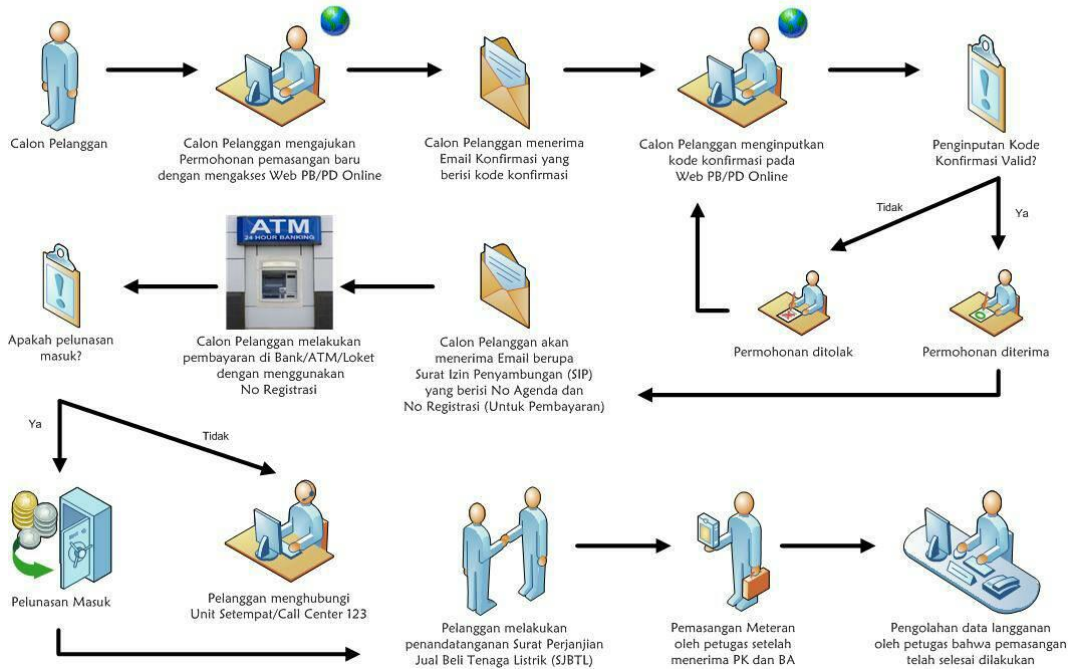 Calon Pelanggan
Calon Pelanggan mengajukan
Permohonan pemasangan baru
dengan mengakses Web PB/PD Online
Calon Pelanggan menerima
Email Konfirmasi yang
berisi kode konfirmasi
Calon Pelanggan menginputkan
kode konfirmasi pada
Web PB/PD Online
Penginputan Kode
Konfirmasi Valid?
Tidak
Ya
Permohonan ditolak
Permohonan diterima
Calon Pelanggan akan
menerima Email berupa
Surat Izin Penyambungan (SIP)
yang berisi No Agenda dan
No Registrasi (Untuk Pembayaran)
ATM
24 HOUR BANKING
Calon Pelanggan melakukan
pembayaran di Bank/ATM/Loket
dengan menggunakan
No Registrasi
Apakah pelunasan
masuk?
Ya
Tidak
Pelunasan Masuk
Pelanggan menghubungi
Unit Setempat/Call Center 123
Pelanggan melakukan
penandatanganan Surat Perjanjian
Jual Beli Tenaga Listrik (SJBTL)
Pemasangan Meteran
oleh petugas setelah
menerima PK dan BA
Pengolahan data langganan
oleh petugas bahwa pemasangan
telah selesai dilakukan